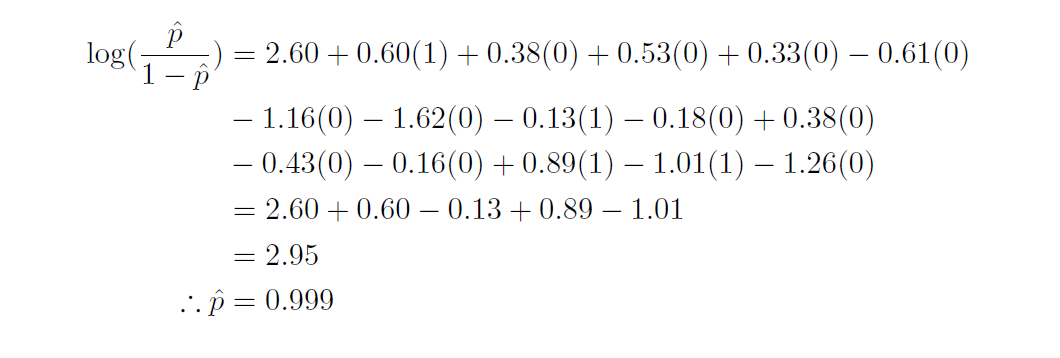 log(p̂/(1 − p̂)) = 2.60 + 0.60(1) + 0.38(0) + 0.53(0) + 0.33(0) − 0.61(0)
− 1.16(0) − 1.62(0) − 0.13(1) − 0.18(0) + 0.38(0)
− 0.43(0) − 0.16(0) + 0.89(1) − 1.01(1) − 1.26(0)
= 2.60 + 0.60 − 0.13 + 0.89 − 1.01
= 2.95
∴ p̂ = 0.999